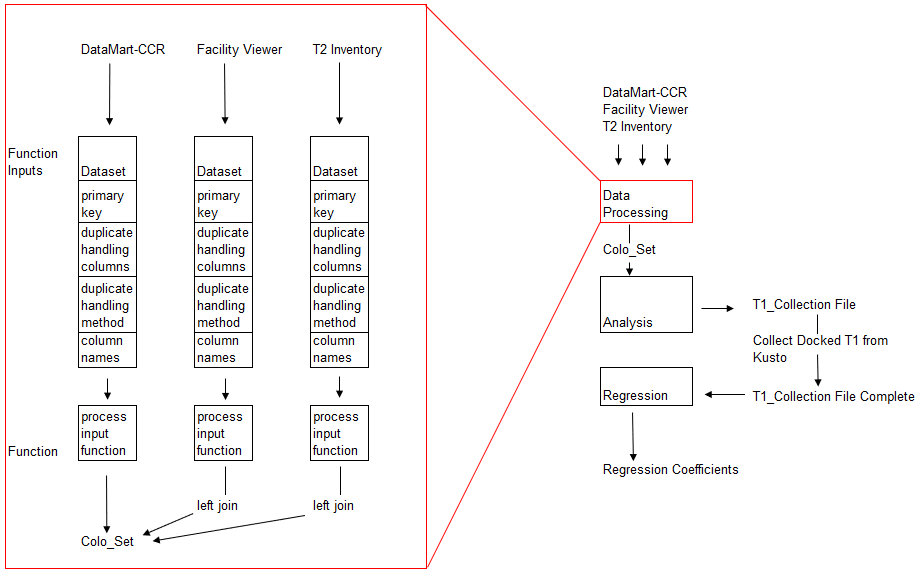 DataMart-CCR
Facility Viewer
T2 Inventory
Function
Inputs
Dataset
primary
key
duplicate
handling
columns
duplicate
handling
method
column
names
Dataset
primary
key
duplicate
handling
columns
duplicate
handling
method
column
names
Dataset
primary
key
duplicate
handling
columns
duplicate
handling
method
column
names
Function
process
input
function
process
input
function
process
input
function
left join
left join
Colo_Set
DataMart-CCR
Facility Viewer
T2 Inventory
Data
Processing
Colo_Set
Analysis
T1_Collection File
Collect Docked T1 from
Kusto
T1_Collection File Complete
Regression
Regression Coefficients